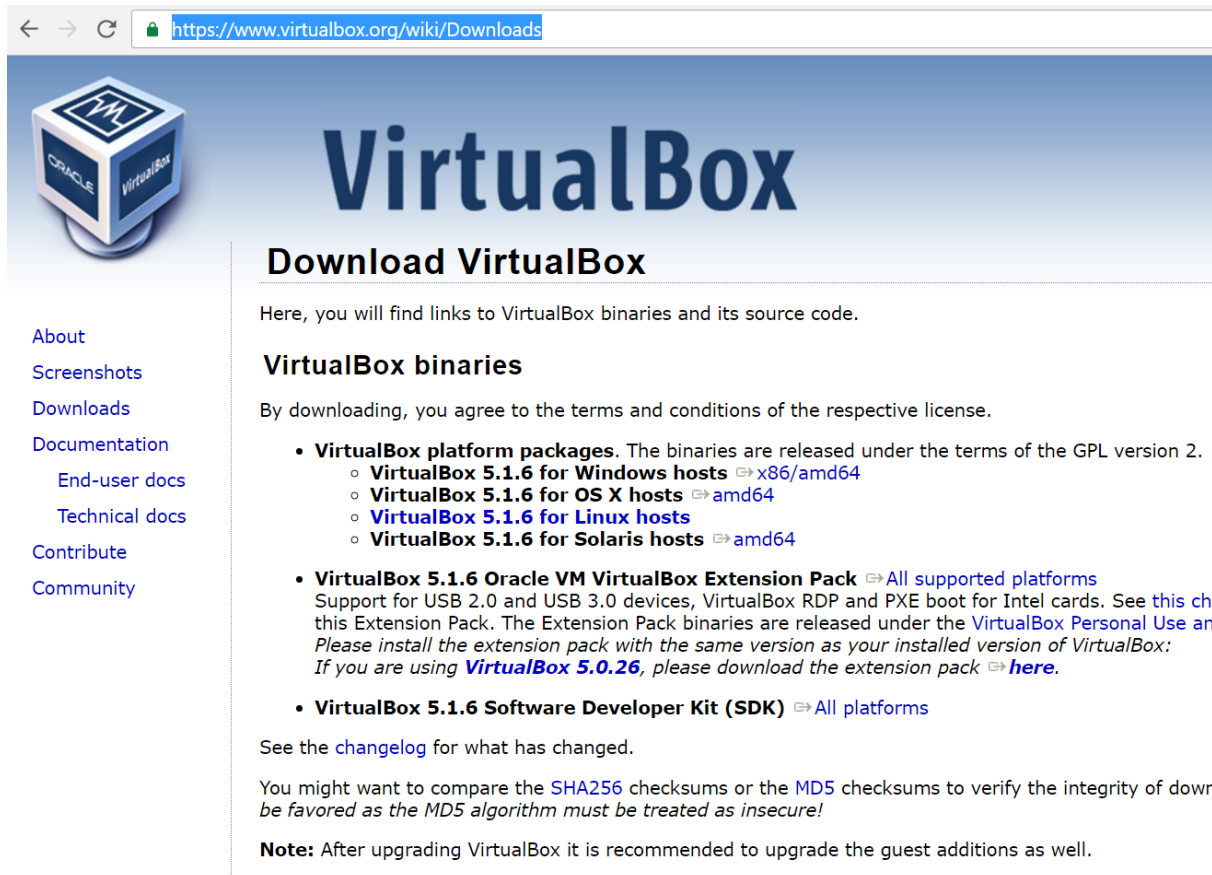 https://www.virtualbox.org/wiki/Downloads
ORACLE
VirtualBox
VirtualBox
Download VirtualBox
About
Screenshots
Downloads
Documentation
End-user docs
Technical docs
Contribute
Community
Here, you will find links to VirtualBox binaries and its source code.
VirtualBox binaries
By downloading, you agree to the terms and conditions of the respective license.
• VirtualBox platform packages. The binaries are released under the terms of the GPL version 2.
◦ VirtualBox 5.1.6 for Windows hosts x86/amd64
◦ VirtualBox 5.1.6 for OS X hosts amd64
◦ VirtualBox 5.1.6 for Linux hosts
◦ VirtualBox 5.1.6 for Solaris hosts amd64
• VirtualBox 5.1.6 Oracle VM VirtualBox Extension Pack All supported platforms
Support for USB 2.0 and USB 3.0 devices, VirtualBox RDP and PXE boot for Intel cards. See this ch
this Extension Pack. The Extension Pack binaries are released under the VirtualBox Personal Use an
Please install the extension pack with the same version as your installed version of VirtualBox:
If you are using VirtualBox 5.0.26, please download the extension pack here.
• VirtualBox 5.1.6 Software Developer Kit (SDK) All platforms
See the changelog for what has changed.
You might want to compare the SHA256 checksums or the MD5 checksums to verify the integrity of down
be favored as the MD5 algorithm must be treated as insecure!
Note: After upgrading VirtualBox it is recommended to upgrade the guest additions as well.